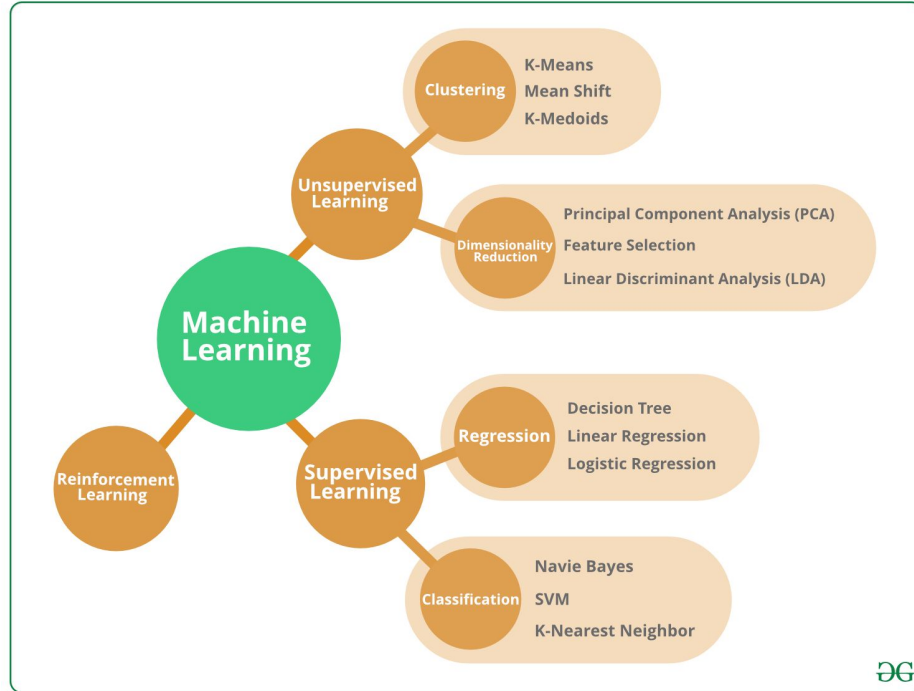 Clustering
K-Means
Mean Shift
K-Medoids
Unsupervised
Learning
Dimensionality
Reduction
Principal Component Analysis (PCA)
Feature Selection
Linear Discriminant Analysis (LDA)
Machine
Learning
Reinforcement
Learning
Supervised
Learning
Regression
Decision Tree
Linear Regression
Logistic Regression
Classification
Navie Bayes
SVM
K-Nearest Neighbor